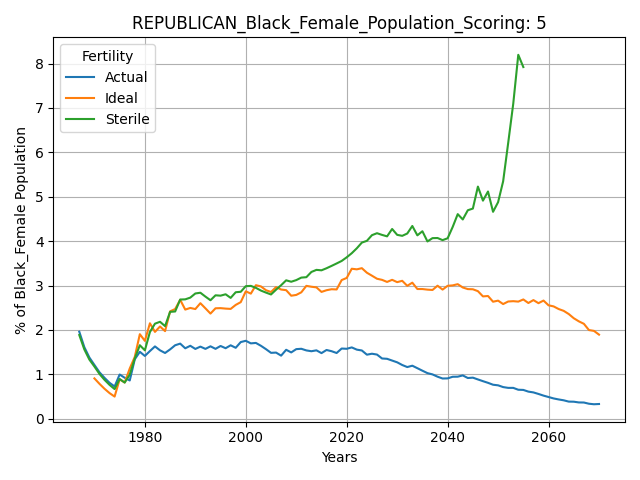 REPUBLICAN_Black_Female_Population_Scoring: 5
Fertility
Actual
Ideal
Sterile
% of Black_Female Population
8
7
6
5
4
3
2
1
0
1980 2000 2020 2040 2060
Years